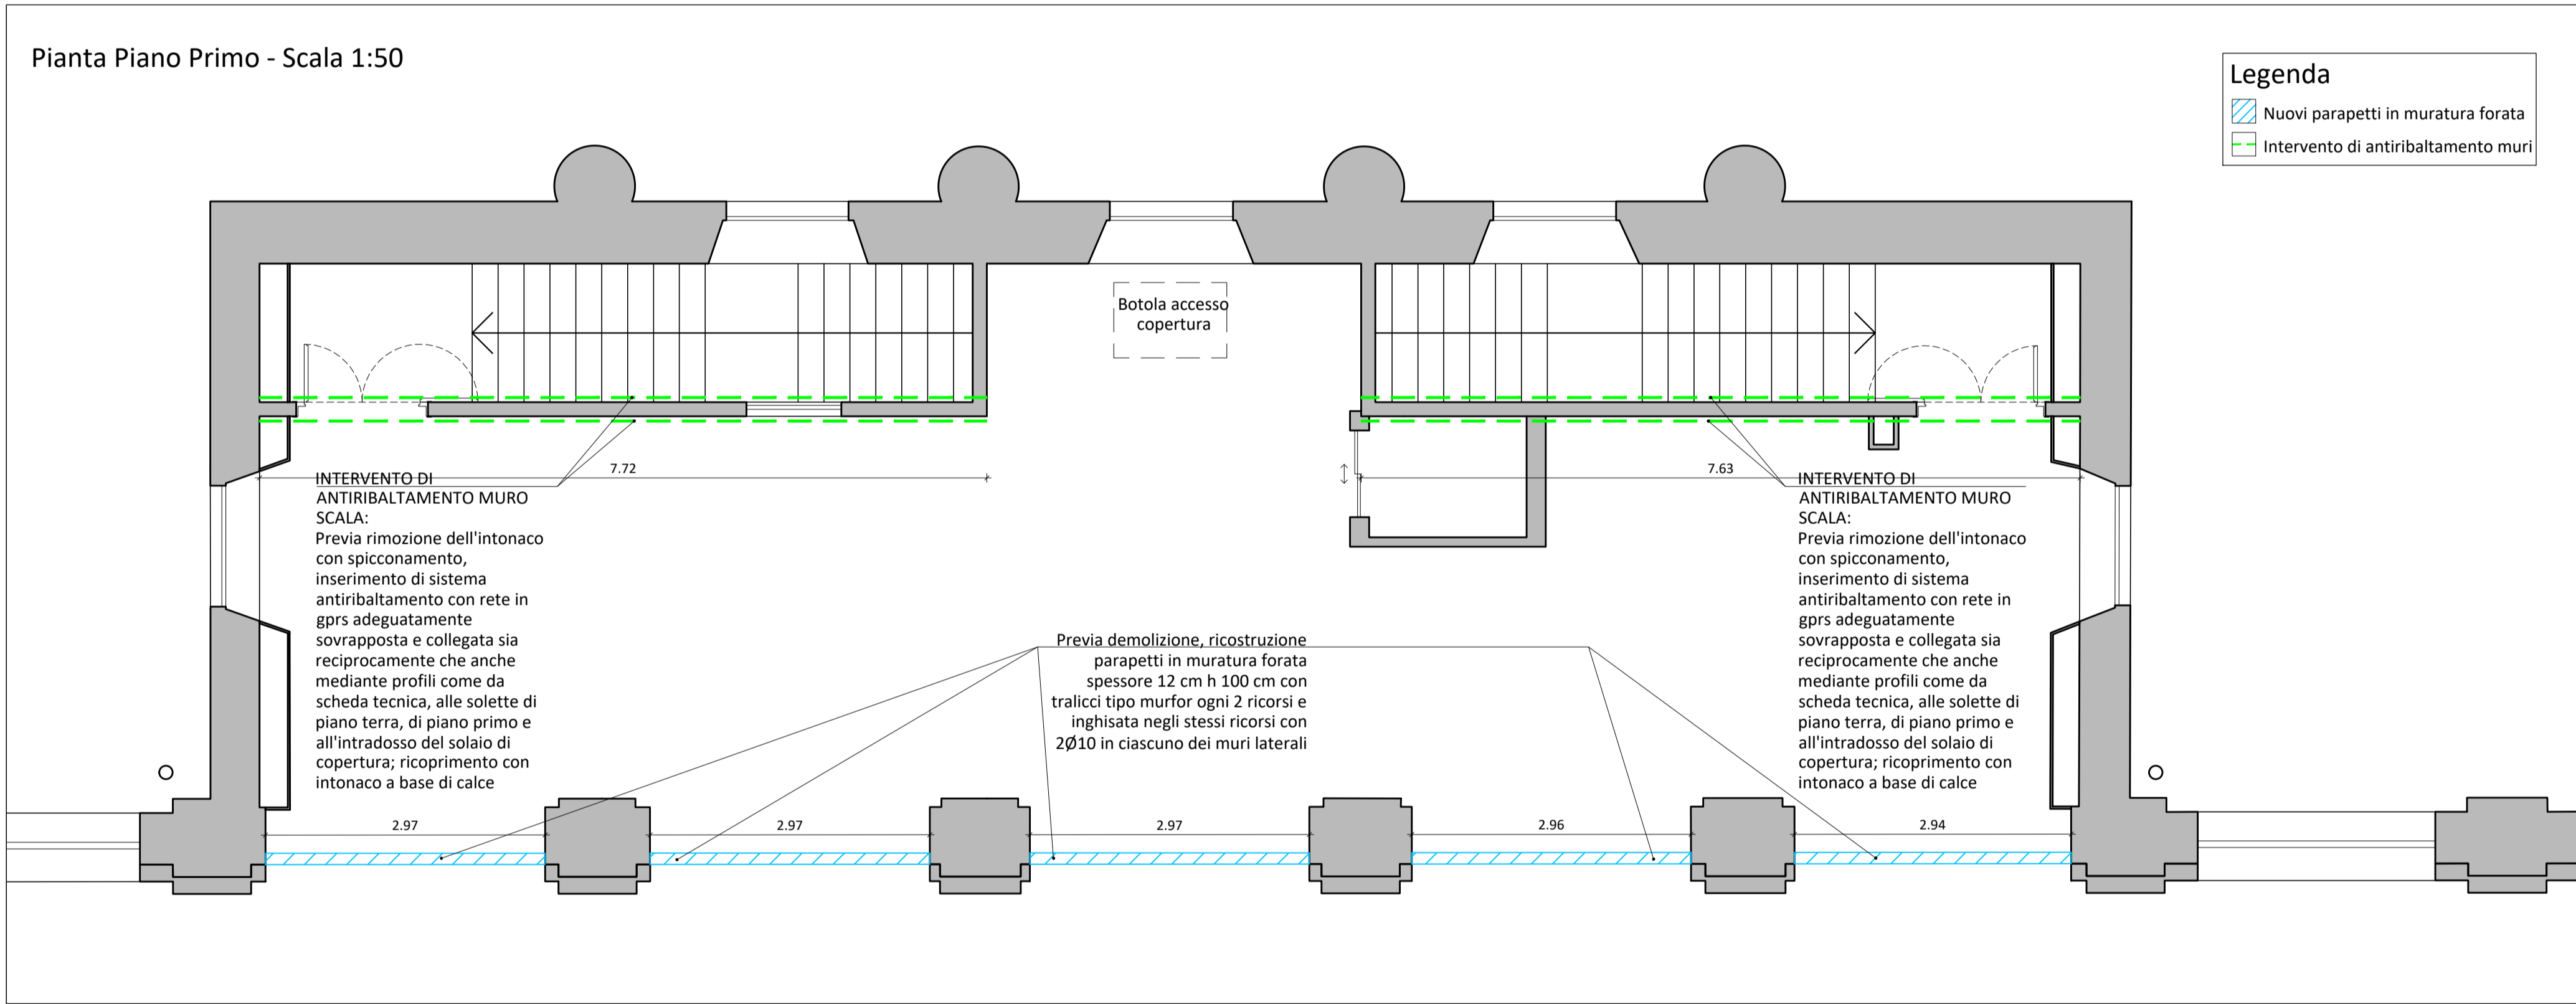 Pianta Piano Primo - Scala 1:50
Legenda
Nuovi parapetti in muratura forata
Intervento di antiribaltamento muri
Botola accesso
copertura
7.72
7.63
INTERVENTO DI
ANTIRIBALTAMENTO MURO
SCALA:
Previa rimozione dell'intonaco
con spicconamento,
inserimento di sistema
antiribaltamento con rete in
gprs adeguatamente
sovrapposta e collegata sia
reciprocamente che anche
mediante profili come da
scheda tecnica, alle solette di
piano terra, di piano primo e
all'intradosso del solaio di
copertura; ricoprimento con
intonaco a base di calce
Previa demolizione, ricostruzione
parapetti in muratura forata
spessore 12 cm h 100 cm con
tralicci tipo murfor ogni 2 ricorsi e
inghisata negli stessi ricorsi con
2Ø10 in ciascuno dei muri laterali
INTERVENTO DI
ANTIRIBALTAMENTO MURO
SCALA:
Previa rimozione dell'intonaco
con spicconamento,
inserimento di sistema
antiribaltamento con rete in
gprs adeguatamente
sovrapposta e collegata sia
reciprocamente che anche
mediante profili come da
scheda tecnica, alle solette di
piano terra, di piano primo e
all'intradosso del solaio di
copertura; ricoprimento con
intonaco a base di calce
2.97
2.97
2.97
2.96
2.94